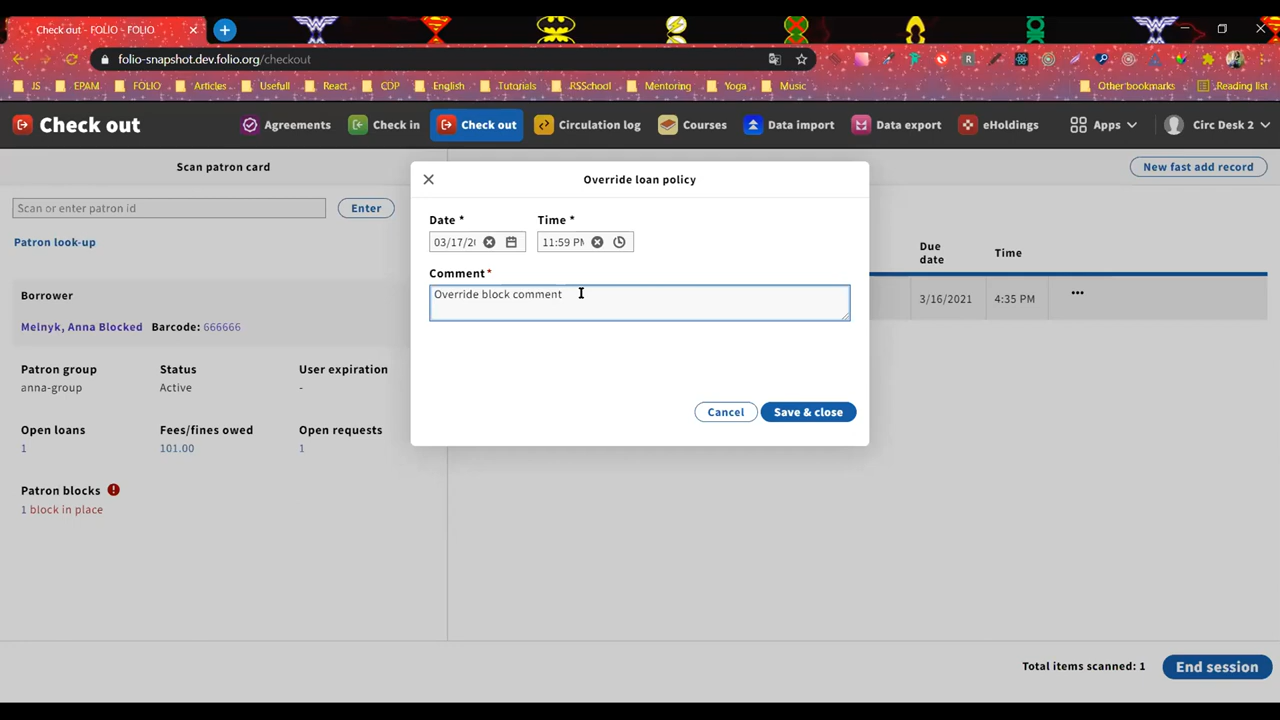 Check out - FOLIO - FOLIO
folio-snapshot.dev.folio.org/checkout
JS EPAM FOLIO Articles Usefull React CDP English Tutorials RSSchool Mentoring Yoga Music Other bookmarks Reading list
Check out Agreements Check in Check out Circulation log Courses Data import Data export eHoldings Apps Circ Desk 2
Scan patron card
New fast add record
Override loan policy
Scan or enter patron id Enter
Date * Time *
03/17/20 11:59 PM
Patron look-up
Due date Time
Comment*
Override block comment
3/16/2021 4:35 PM
Borrower
Melnyk, Anna Blocked Barcode: 666666
Patron group Status User expiration
anna-group Active -
Cancel Save & close
Open loans Fees/fines owed Open requests
1 101.00 1
Patron blocks
1 block in place
Total items scanned: 1 End session